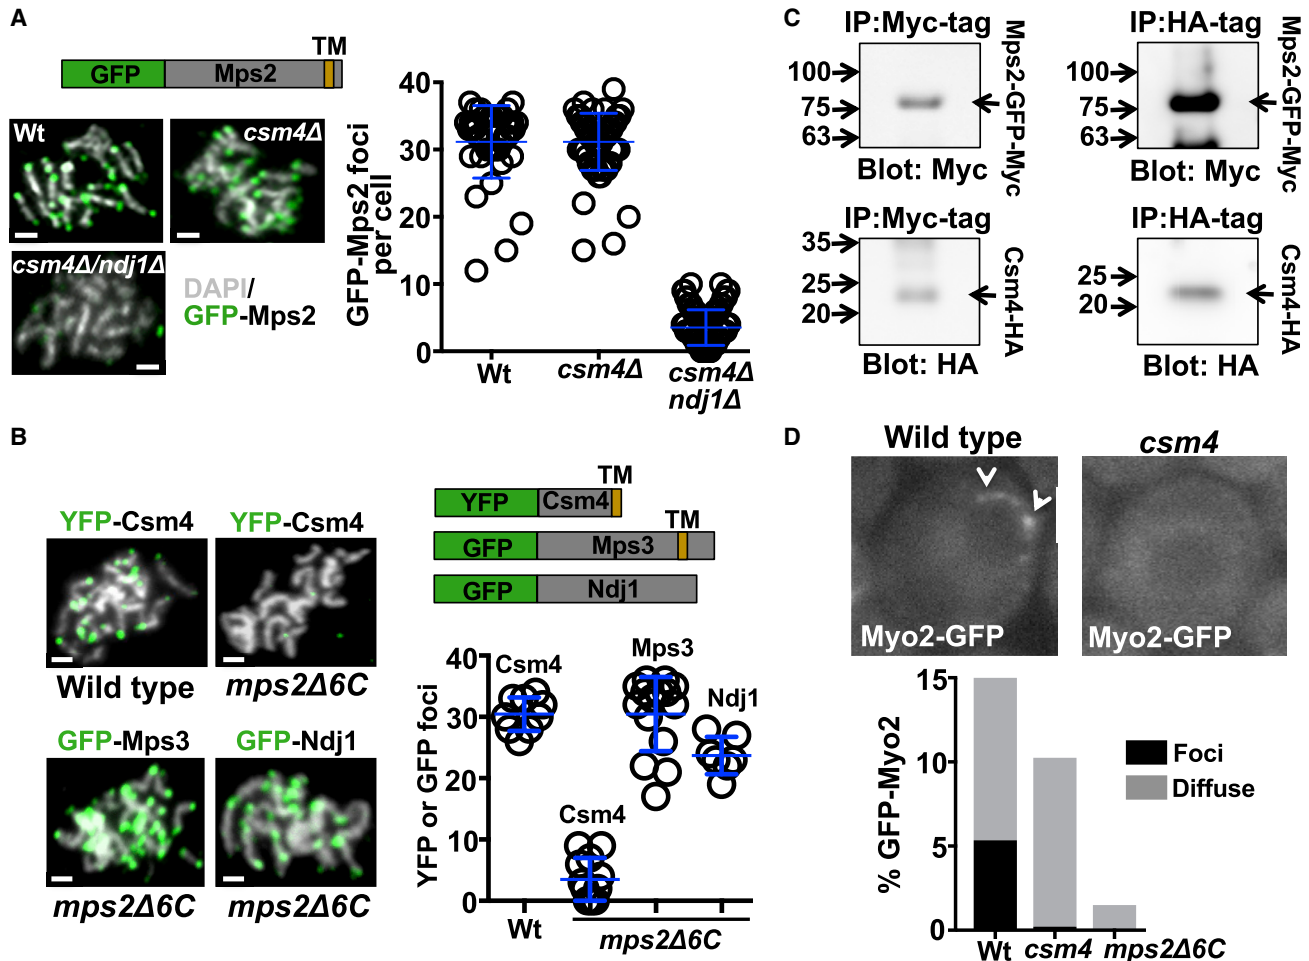 A
TM
GFP
Mps2
Wt
csm4Δ
csm4Δ/ndj1Δ
DAPI/
GFP-Mps2
GFP-Mps2 foci
per cell
40
30
20
10
0
Wt
csm4Δ
csm4Δ
ndj1Δ
B
YFP-Csm4
YFP-Csm4
Wild type
mps2Δ6C
GFP-Mps3
GFP-Ndj1
mps2Δ6C
mps2Δ6C
TM
YFP
Csm4
TM
GFP
Mps3
GFP
Ndj1
YFP or GFP foci
40
30
20
10
0
Csm4
Csm4
Mps3
Ndj1
Wt
mps2Δ6C
C
IP:Myc-tag
100
75
63
Mps2-GFP-Myc
Blot: Myc
IP:HA-tag
100
75
63
Mps2-GFP-Myc
Blot: Myc
IP:Myc-tag
35
25
20
Csm4-HA
Blot: HA
IP:HA-tag
25
20
Csm4-HA
Blot: HA
D
Wild type
csm4
Myo2-GFP
Myo2-GFP
% GFP-Myo2
15
10
5
0
Foci
Diffuse
Wt
csm4
mps2Δ6C